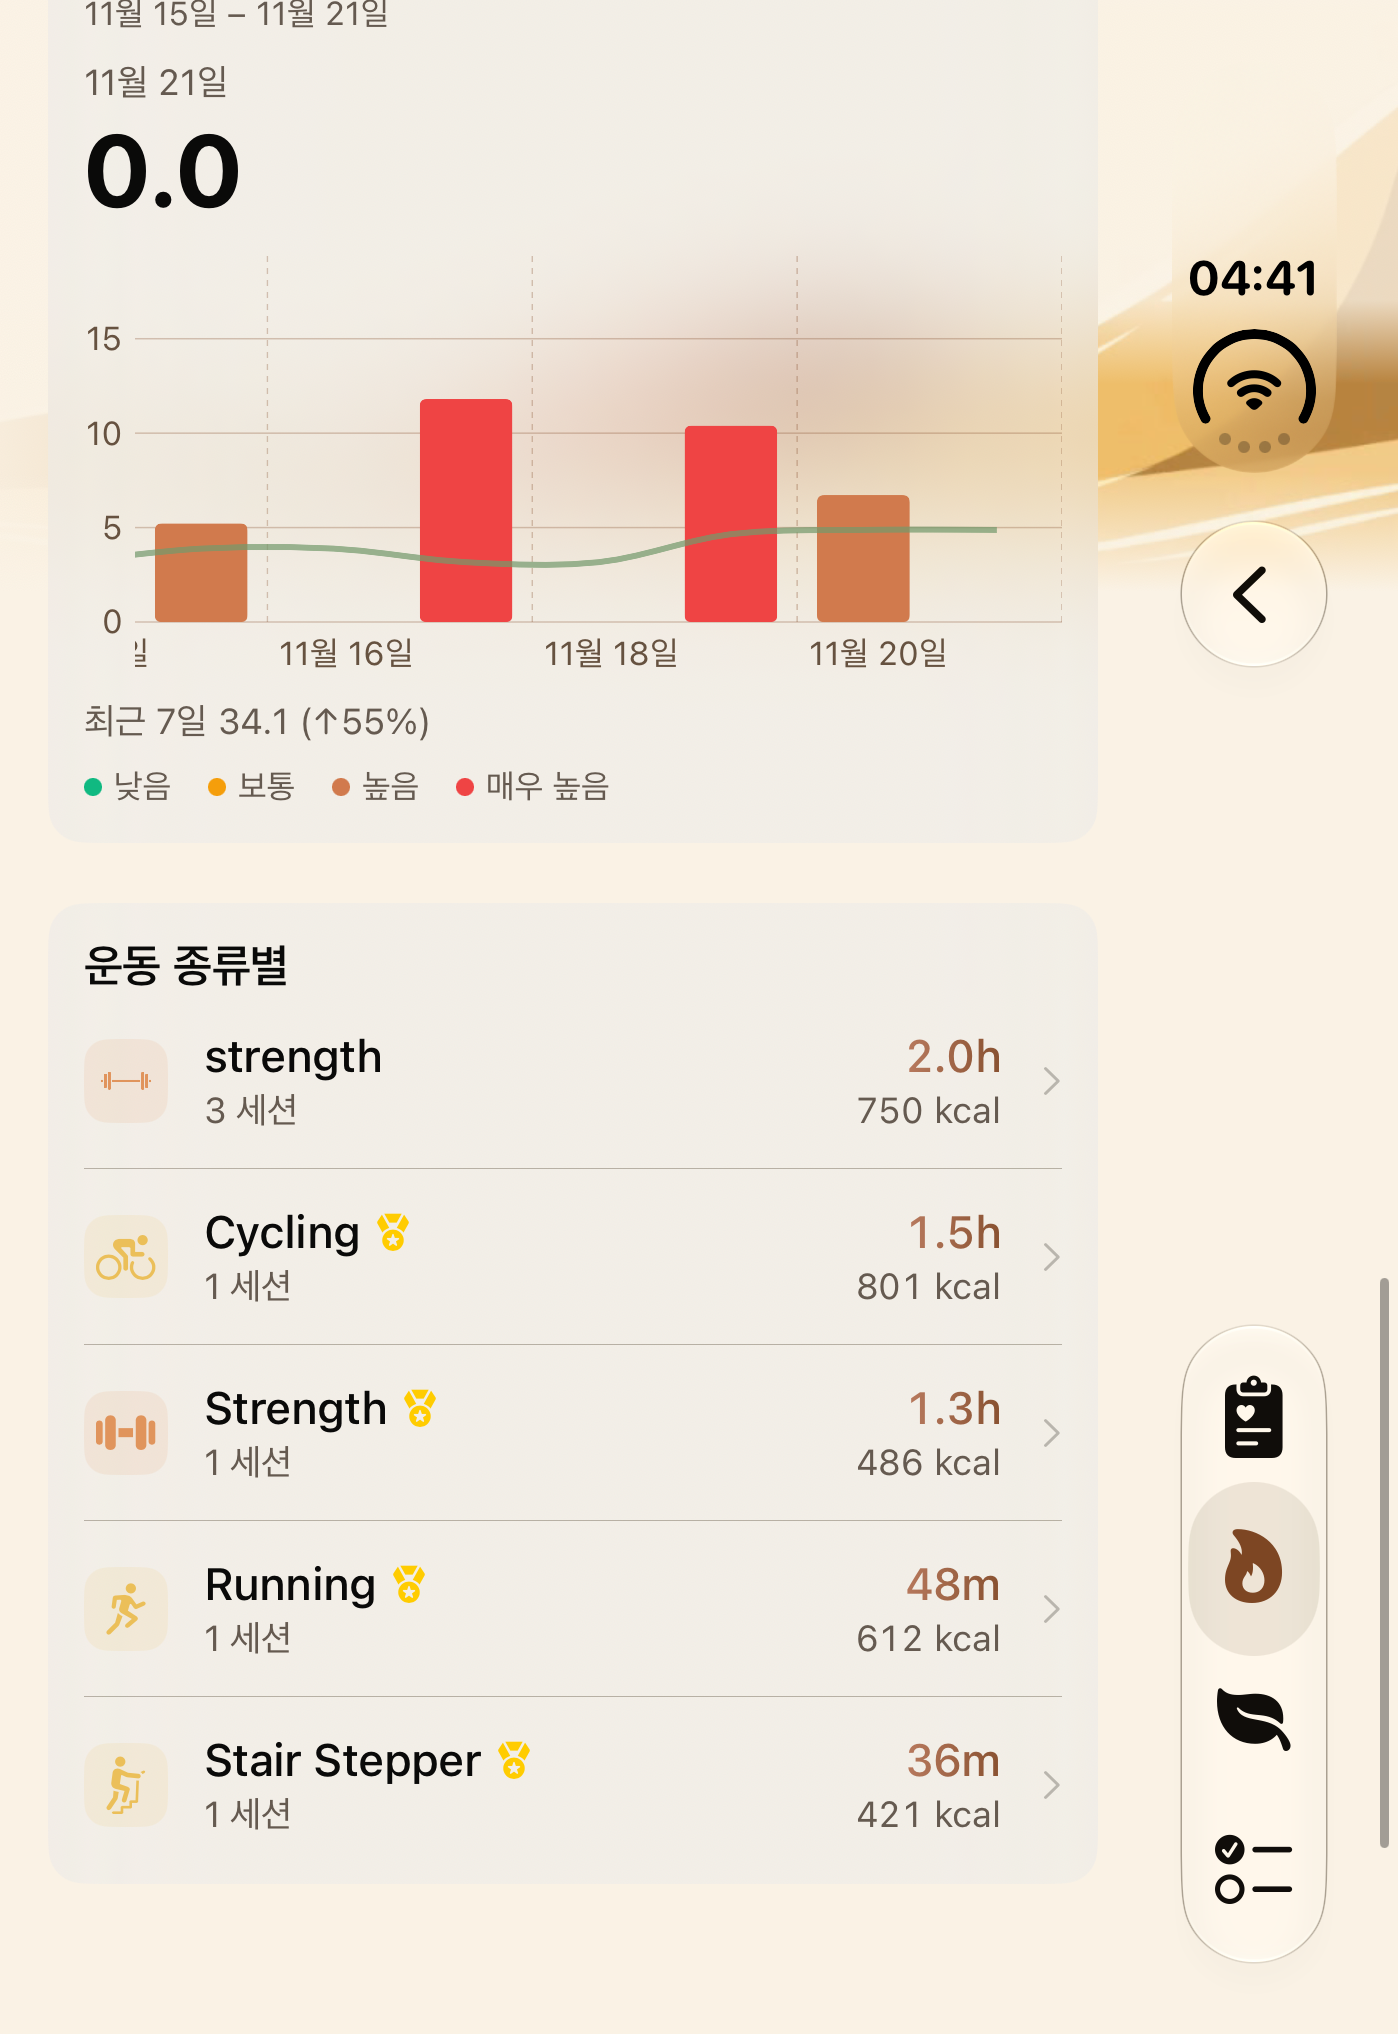 11월 15일 – 11월 21일
11월 21일
0.0
04:41
15
10
5
0
일 11월 16일 11월 18일 11월 20일
최근 7일 34.1 (↑55%)
낮음 보통 높음 매우 높음
운동 종류별
strength 2.0h
3 세션 750 kcal
Cycling 1.5h
1 세션 801 kcal
Strength 1.3h
1 세션 486 kcal
Running 48m
1 세션 612 kcal
Stair Stepper 36m
1 세션 421 kcal